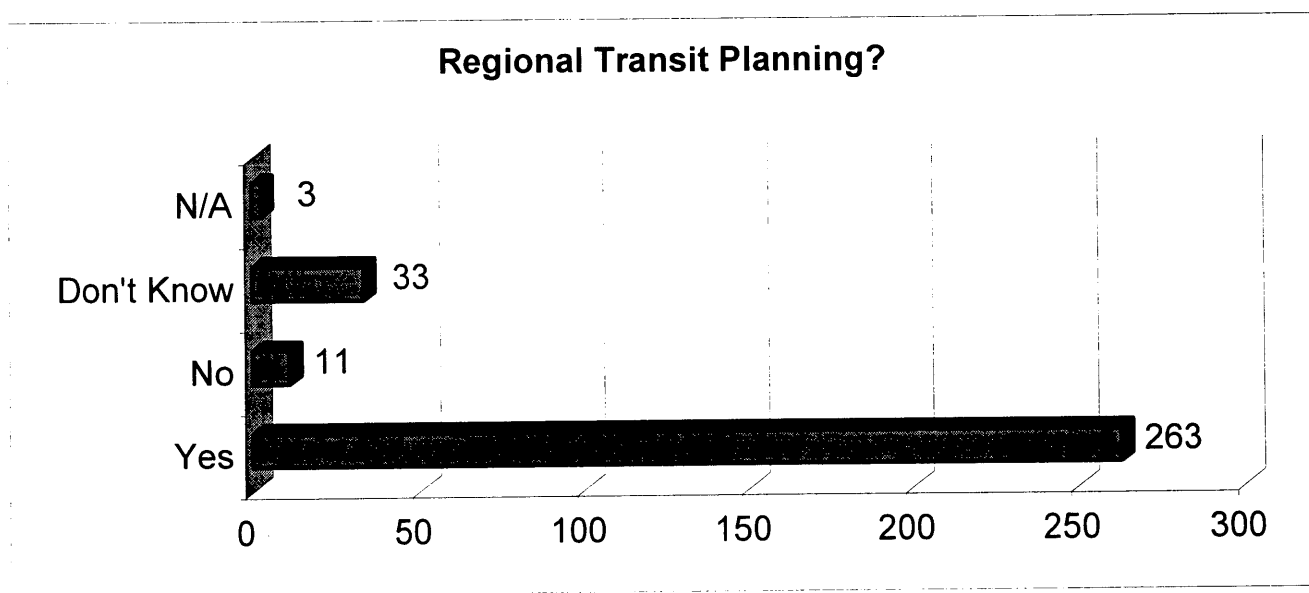 Regional Transit Planning?
N/A 3
Don't Know 33
No 11
Yes 263
0 50 100 150 200 250 300